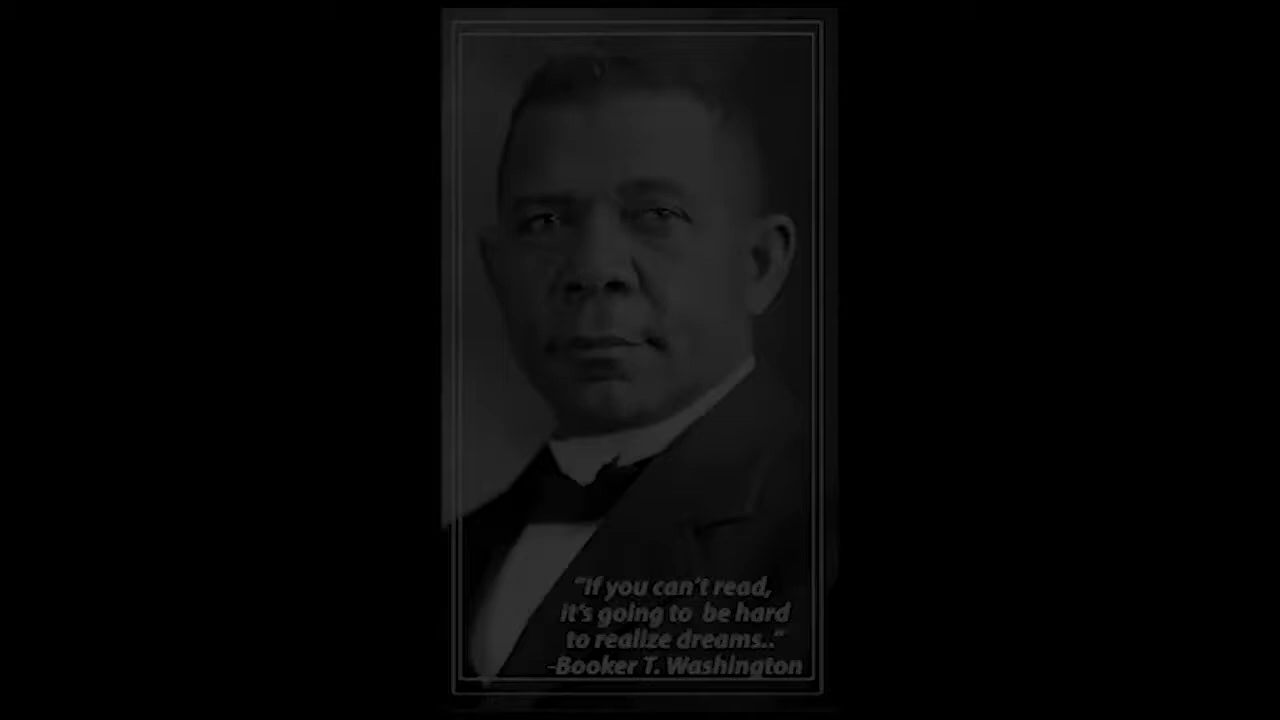 "If you can't read,
it's going to be hard
to realize dreams.."
-Booker T. Washington